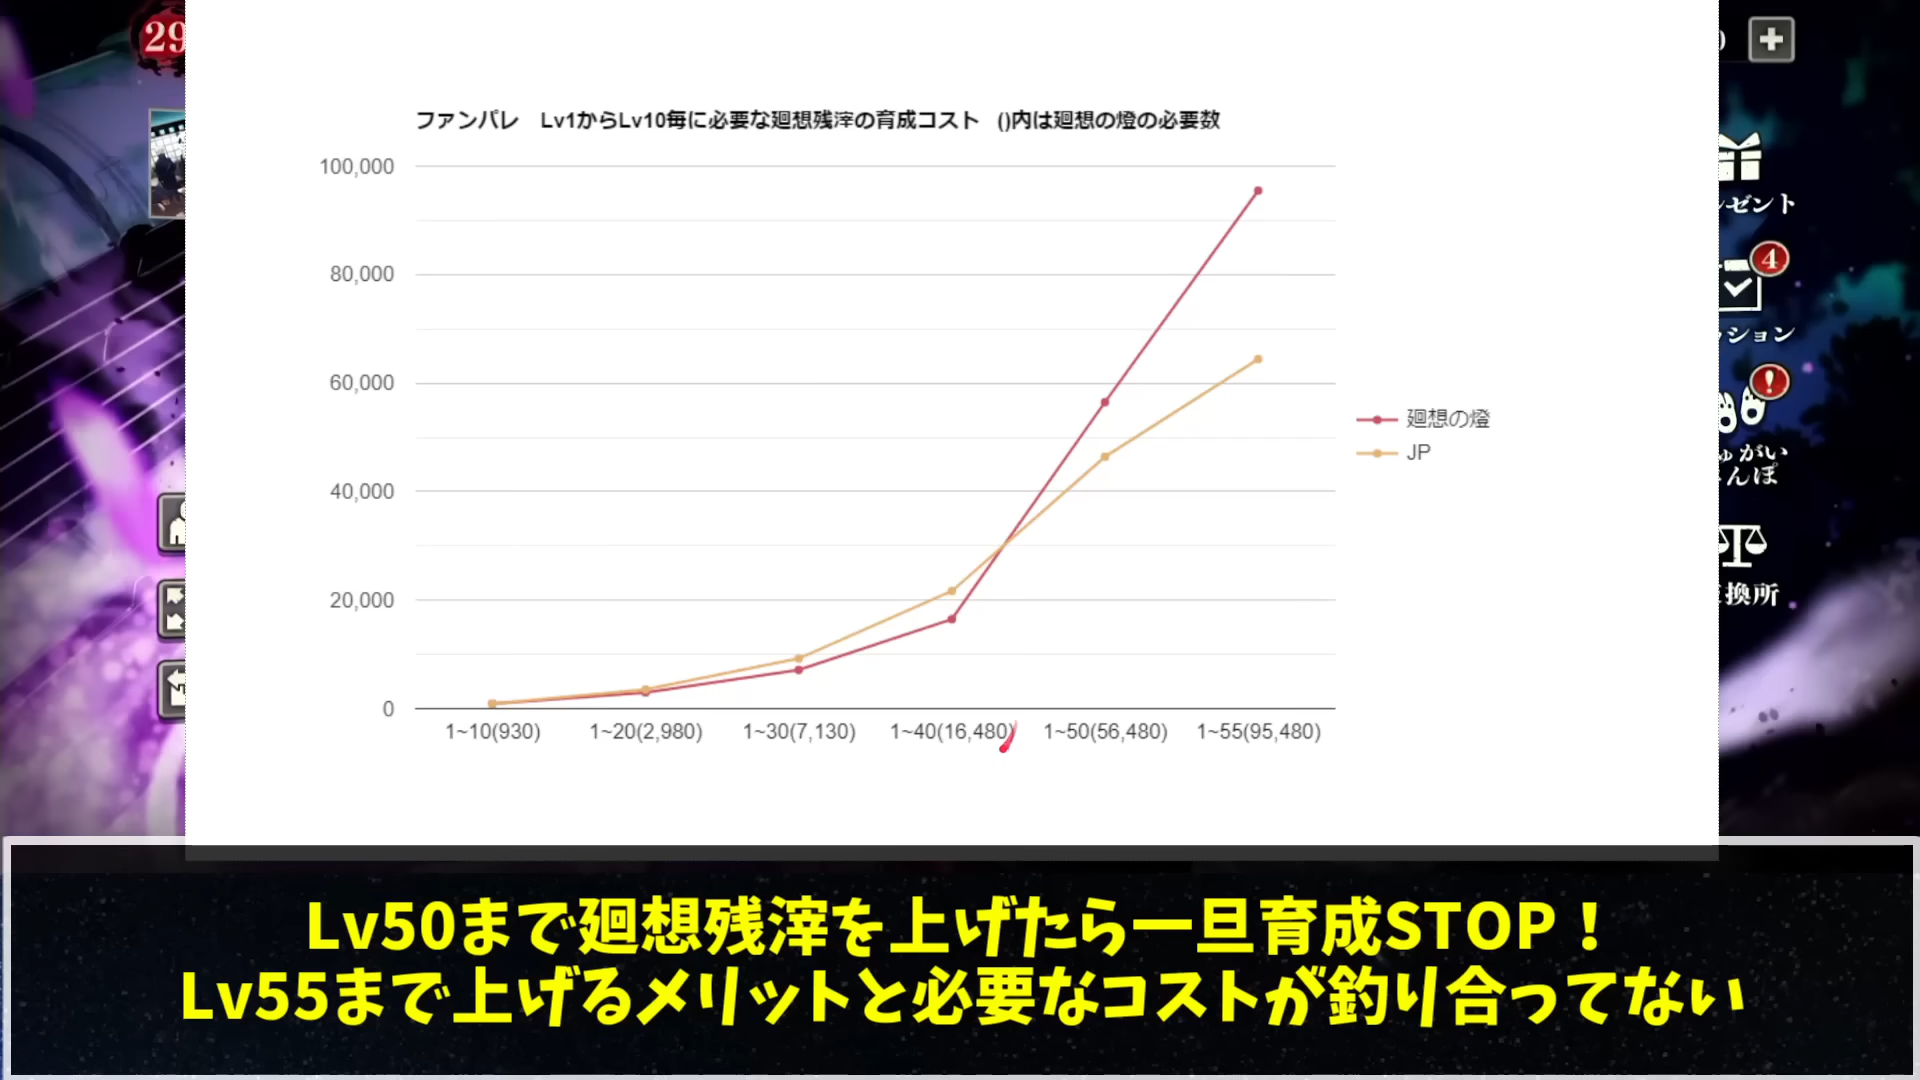 29
ファンパレ Lv1からLv10毎に必要な廻想残滓の育成コスト ()内は廻想の燈の必要数
100,000
80,000
60,000
40,000
20,000
0
1~10(930)
1~20(2,980)
1~30(7,130)
1~40(16,480)
1~50(56,480)
1~55(95,480)
廻想の燈
JP
ゼント
4
ション
!
ゅがい
んぽ
換所
Lv50まで廻想残滓を上げたら一旦育成STOP！
Lv55まで上げるメリットと必要なコストが釣り合ってない